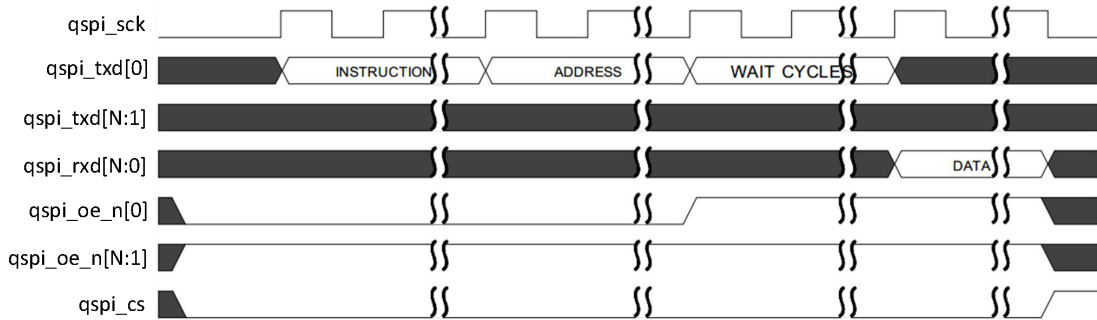 qspi_sck
qspi_txd[0] INSTRUCTION ADDRESS WAIT CYCLES
qspi_txd[N:1]
qspi_rxd[N:0] DATA
qspi_oe_n[0]
qspi_oe_n[N:1]
qspi_cs